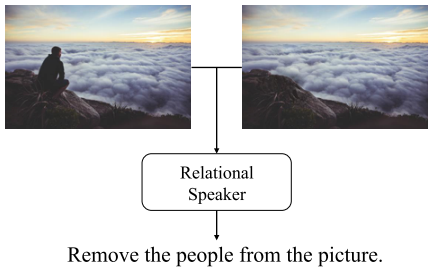 Relational
Speaker
Remove the people from the picture.